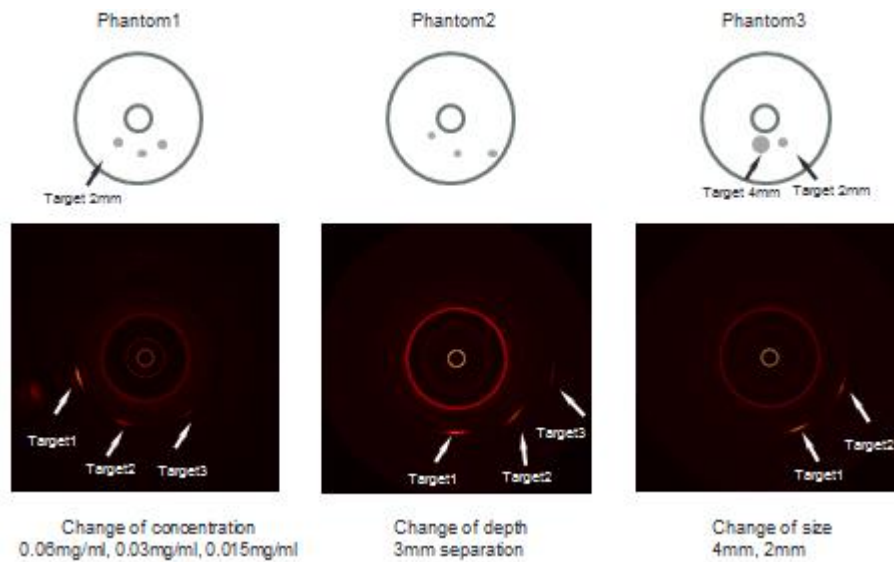 Phantom1
Phantom2
Phantom3
Target 2mm
Target 4mm
Target 2mm
Target1
Target2
Target3
Target1
Target2
Target3
Target1
Target2
Change of concentration
0.06mg/ml, 0.03mg/ml, 0.015mg/ml
Change of depth
3mm separation
Change of size
4mm, 2mm